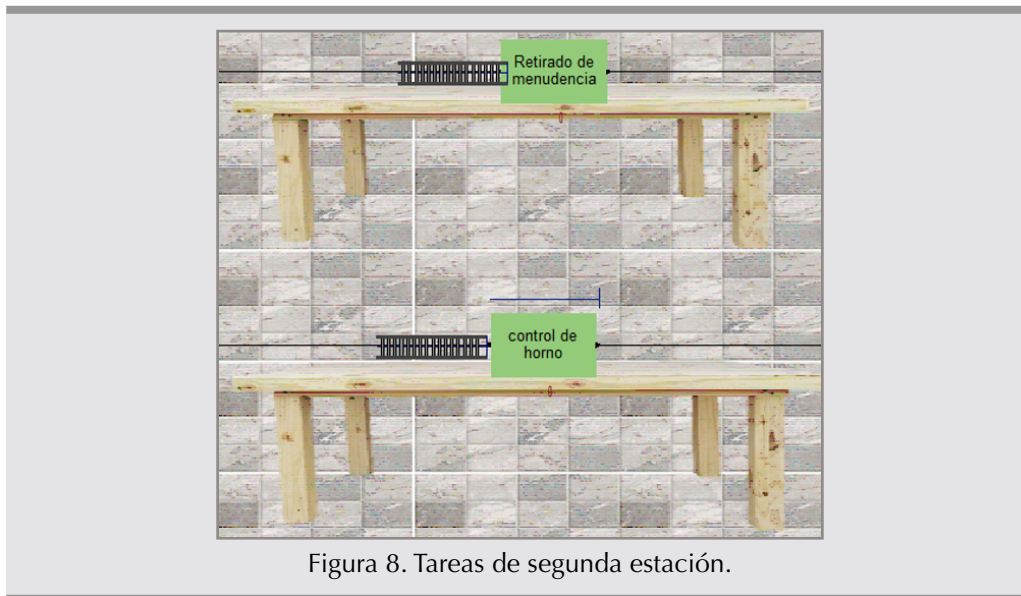 Retirado de
menudencia
control de
horno
Figura 8. Tareas de segunda estación.